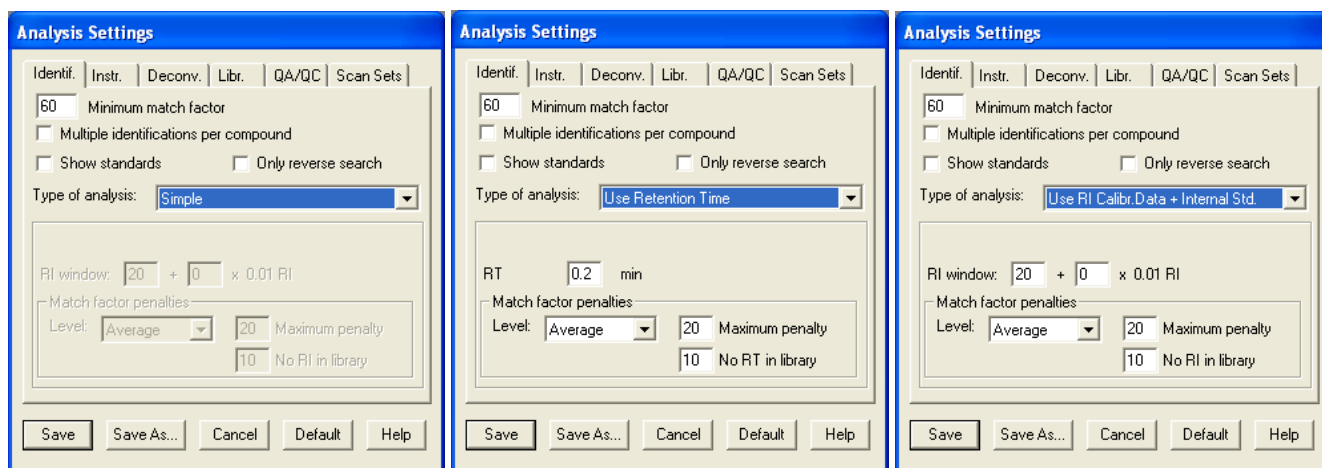 Analysis Settings
Identif. Instr. Deconv. Libr. QA/QC Scan Sets
60 Minimum match factor
Multiple identifications per compound
Show standards Only reverse search
Type of analysis: Simple
RI window: 20 + 0 x 0.01 RI
Match factor penalties
Level: Average 20 Maximum penalty
10 No RI in library
Save Save As... Cancel Default Help
Analysis Settings
Identif. Instr. Deconv. Libr. QA/QC Scan Sets
60 Minimum match factor
Multiple identifications per compound
Show standards Only reverse search
Type of analysis: Use Retention Time
RT 0.2 min
Match factor penalties
Level: Average 20 Maximum penalty
10 No RT in library
Save Save As... Cancel Default Help
Analysis Settings
Identif. Instr. Deconv. Libr. QA/QC Scan Sets
60 Minimum match factor
Multiple identifications per compound
Show standards Only reverse search
Type of analysis: Use RI Calibr.Data + Internal Std.
RI window: 20 + 0 x 0.01 RI
Match factor penalties
Level: Average 20 Maximum penalty
10 No RI in library
Save Save As... Cancel Default Help